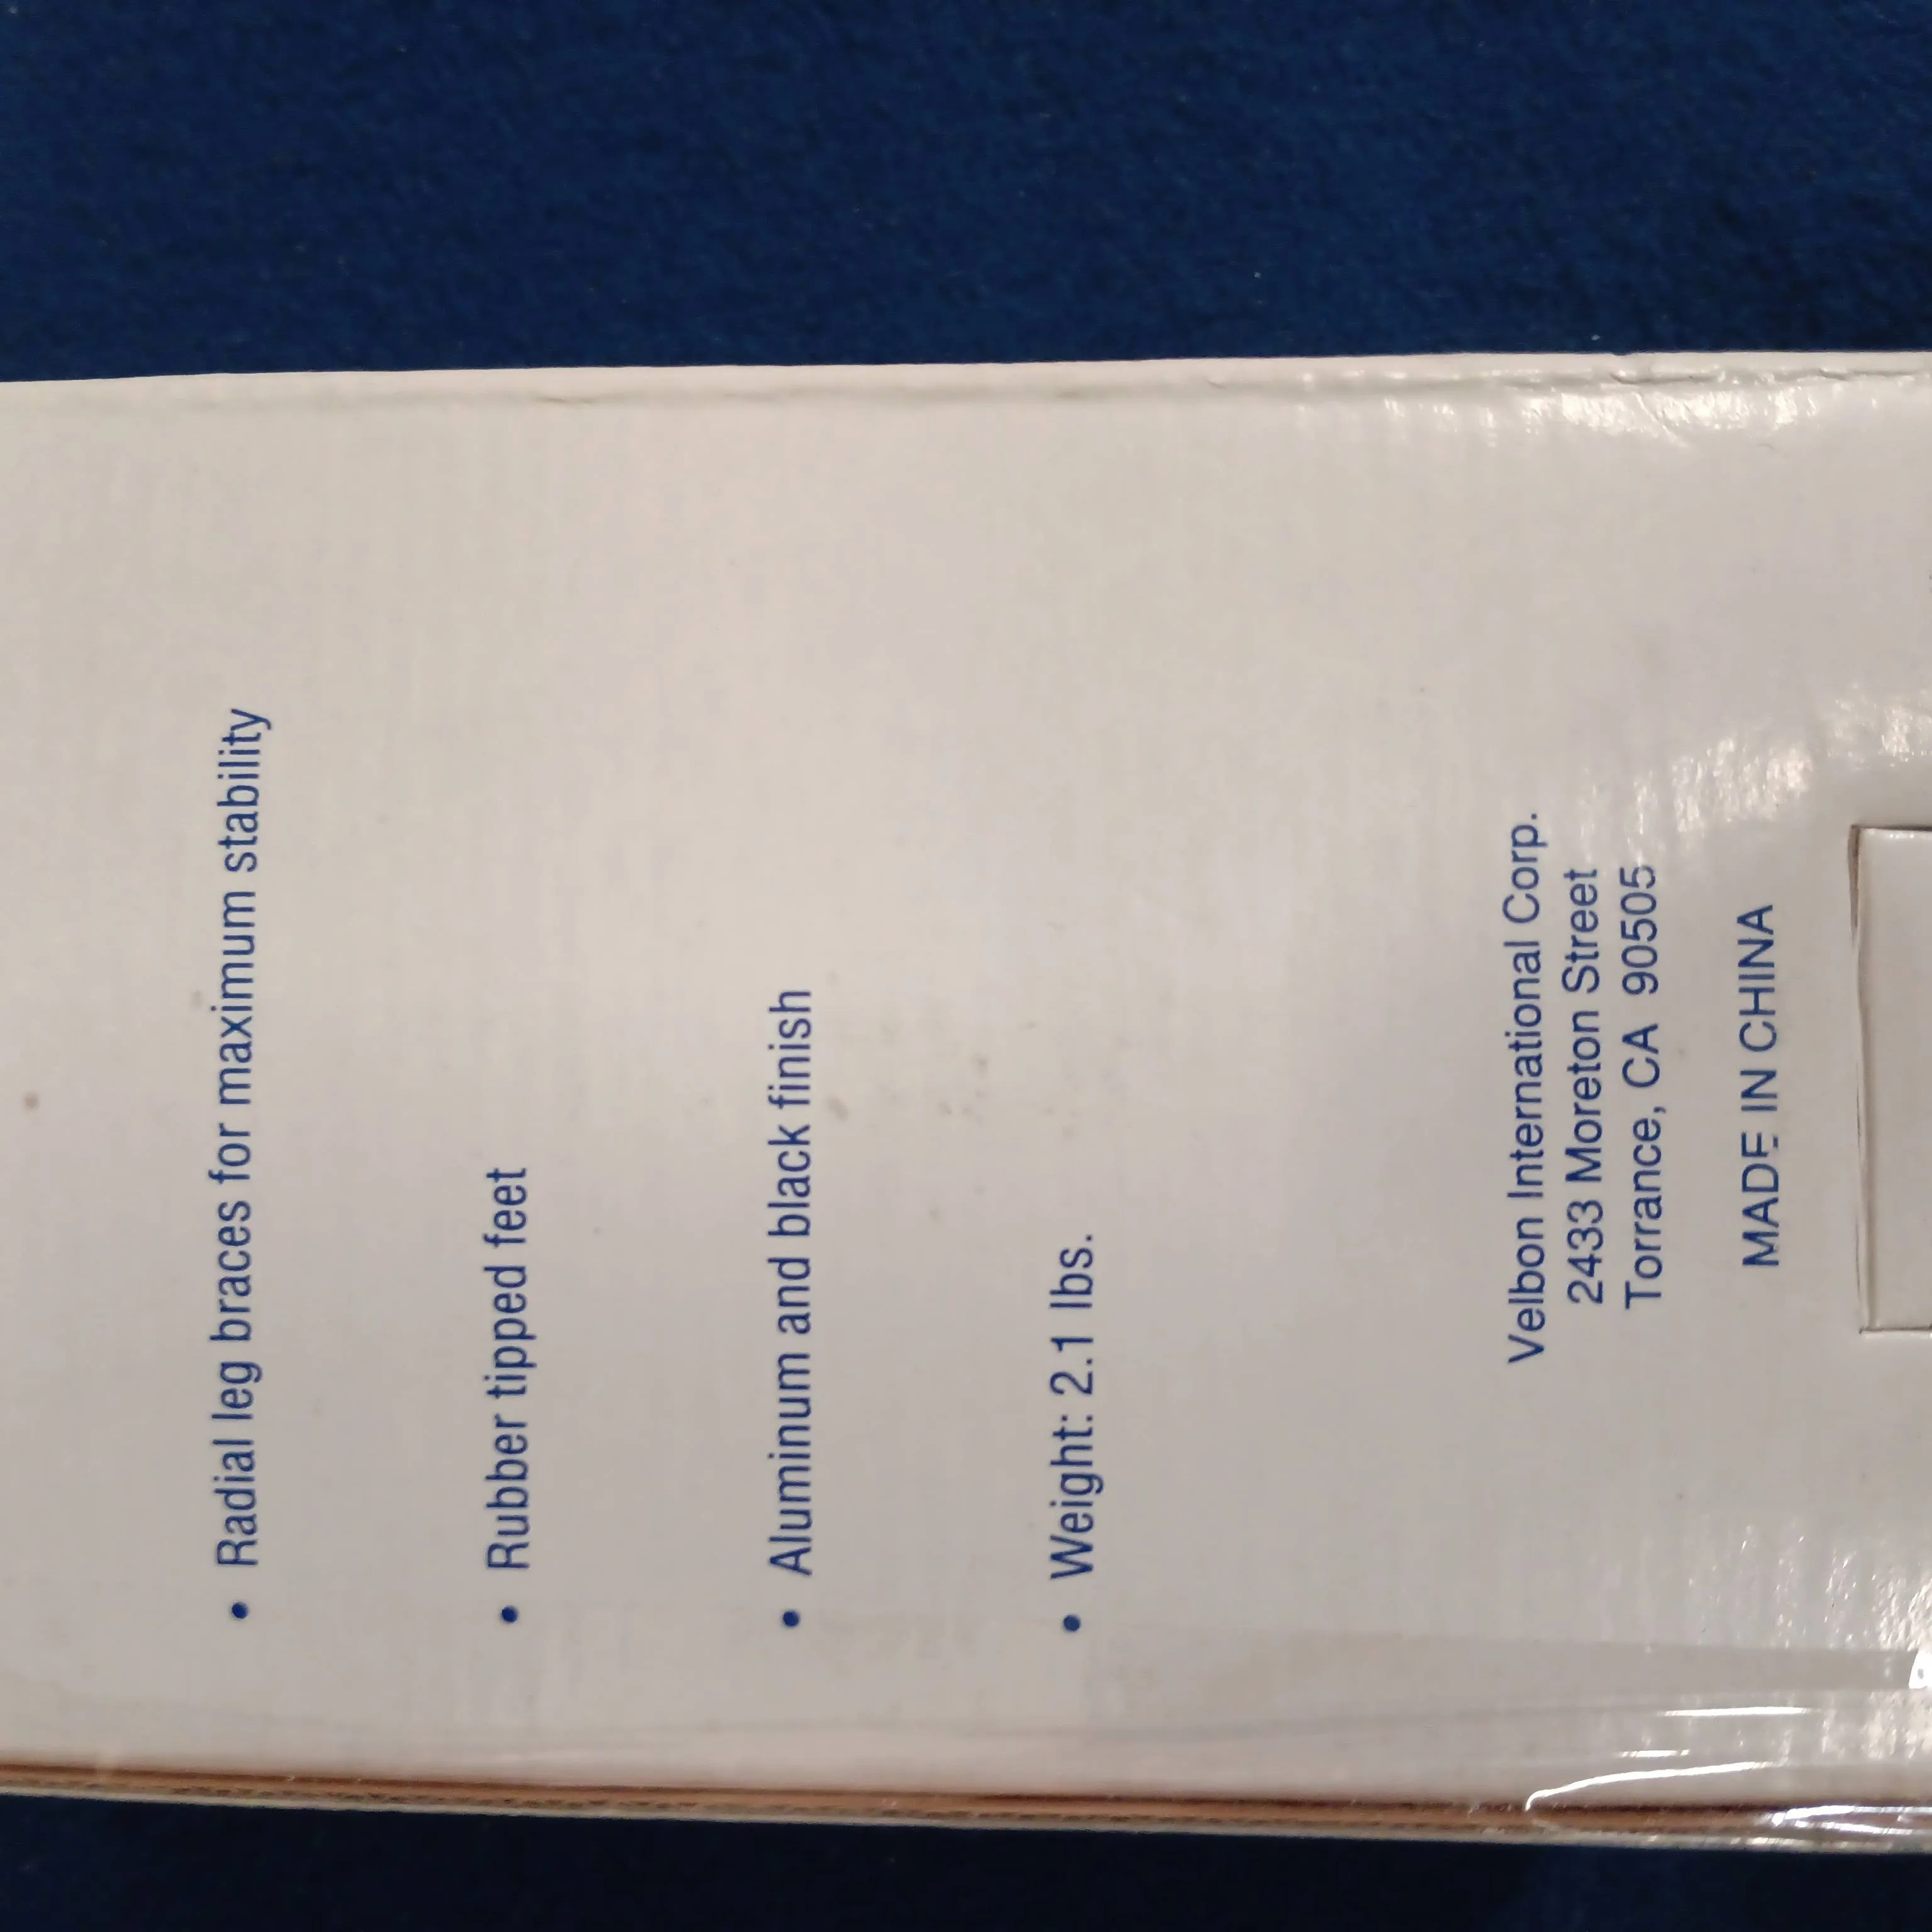 • Radial leg braces for maximum stability
• Rubber tipped feet
• Aluminum and black finish
• Weight: 2.1 lbs.
Velbon International Corp.
2433 Moreton Street
Torrance, CA 90505
MADE IN CHINA